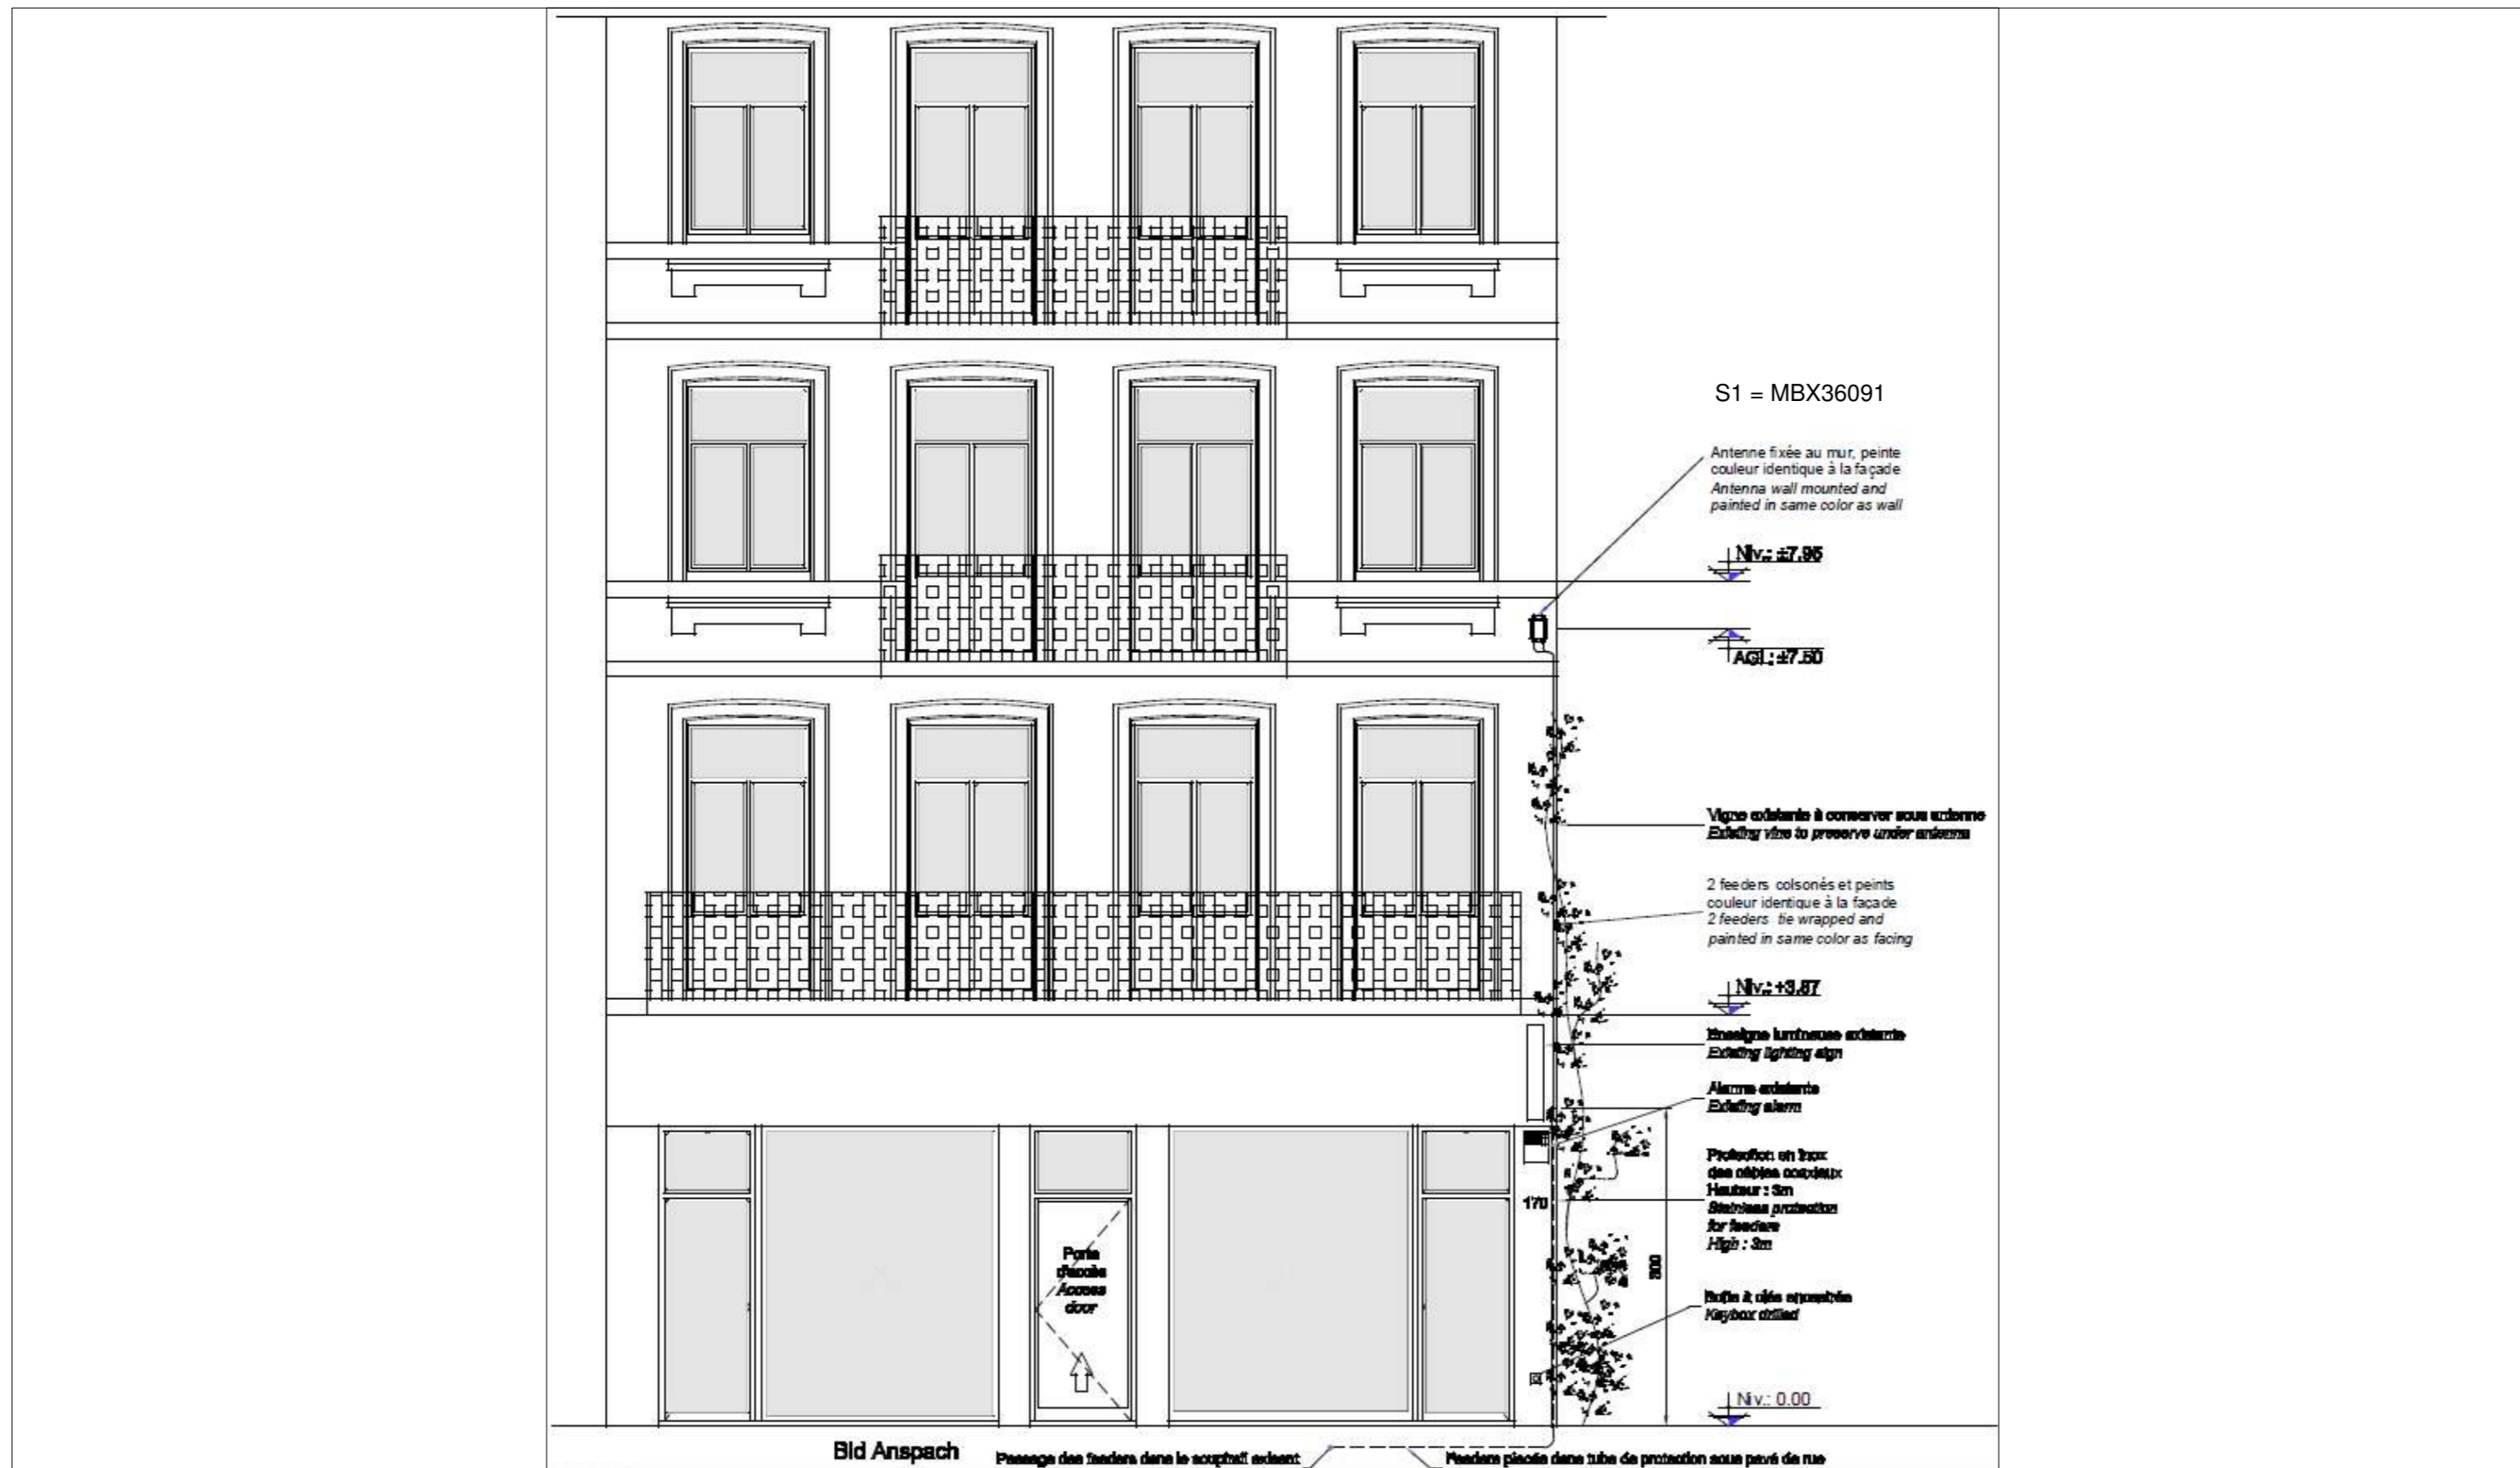 S1 = MBX36091
Antenne fixée au mur, peinte
couleur identique à la façade
Antenna wall mounted and
painted in same color as wall
Niv.: ±7.95
AGL: ±7.50
Vigne existante à conserver sous antenne
Existing vine to preserve under antenna
2 feeders colsonés et peints
couleur identique à la façade
2 feeders tie wrapped and
painted in same color as facing
Niv.: +3.87
Enseigne lumineuse existante
Existing lighting sign
Alarme existante
Existing alarm
Protection en inox
des câbles coaxiaux
Hauteur : 3m
Stainless protection
for feeders
High : 3m
170
300
Porte
d'accès
Access
door
Boîte à clés encastrée
Keybox drilled
Niv.: 0.00
Bld Anspach
Passage des feeders dans le soupirail existant
Feeders placés dans tube de protection sous pavé de rue